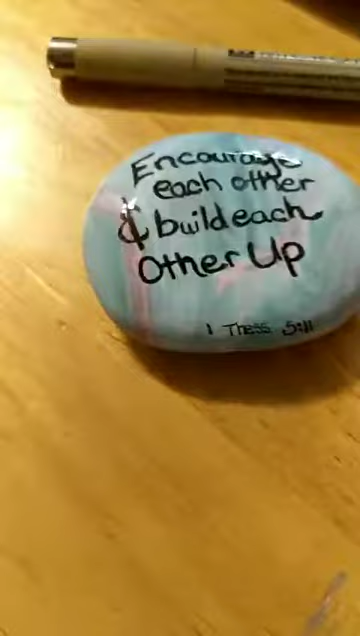 Encourage
each other
& build each
Other Up
1 Thess 5:11